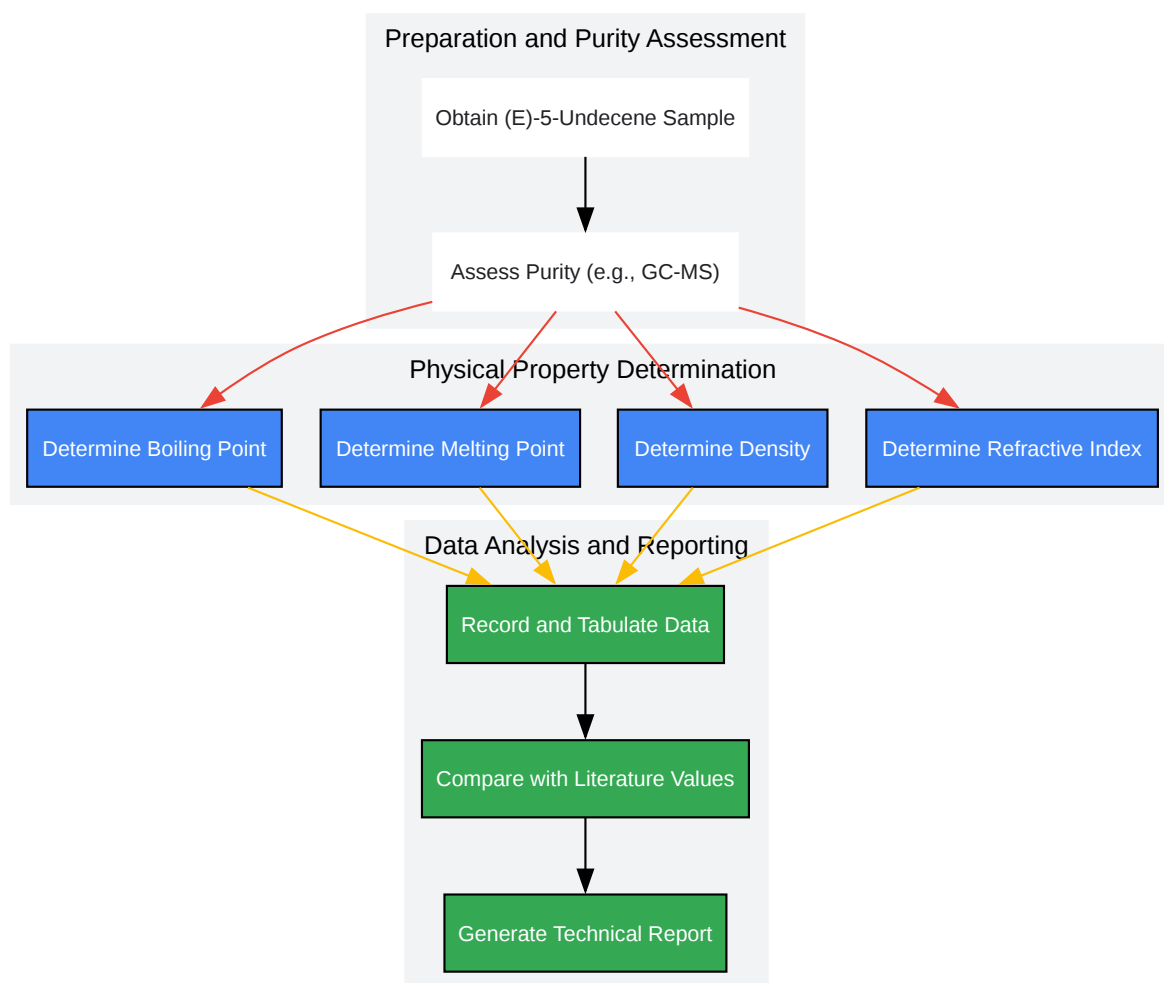 Preparation and Purity Assessment
Obtain (E)-5-Undecene Sample
Assess Purity (e.g., GC-MS)
Physical Property Determination
Determine Boiling Point
Determine Melting Point
Determine Density
Determine Refractive Index
Data Analysis and Reporting
Record and Tabulate Data
Compare with Literature Values
Generate Technical Report